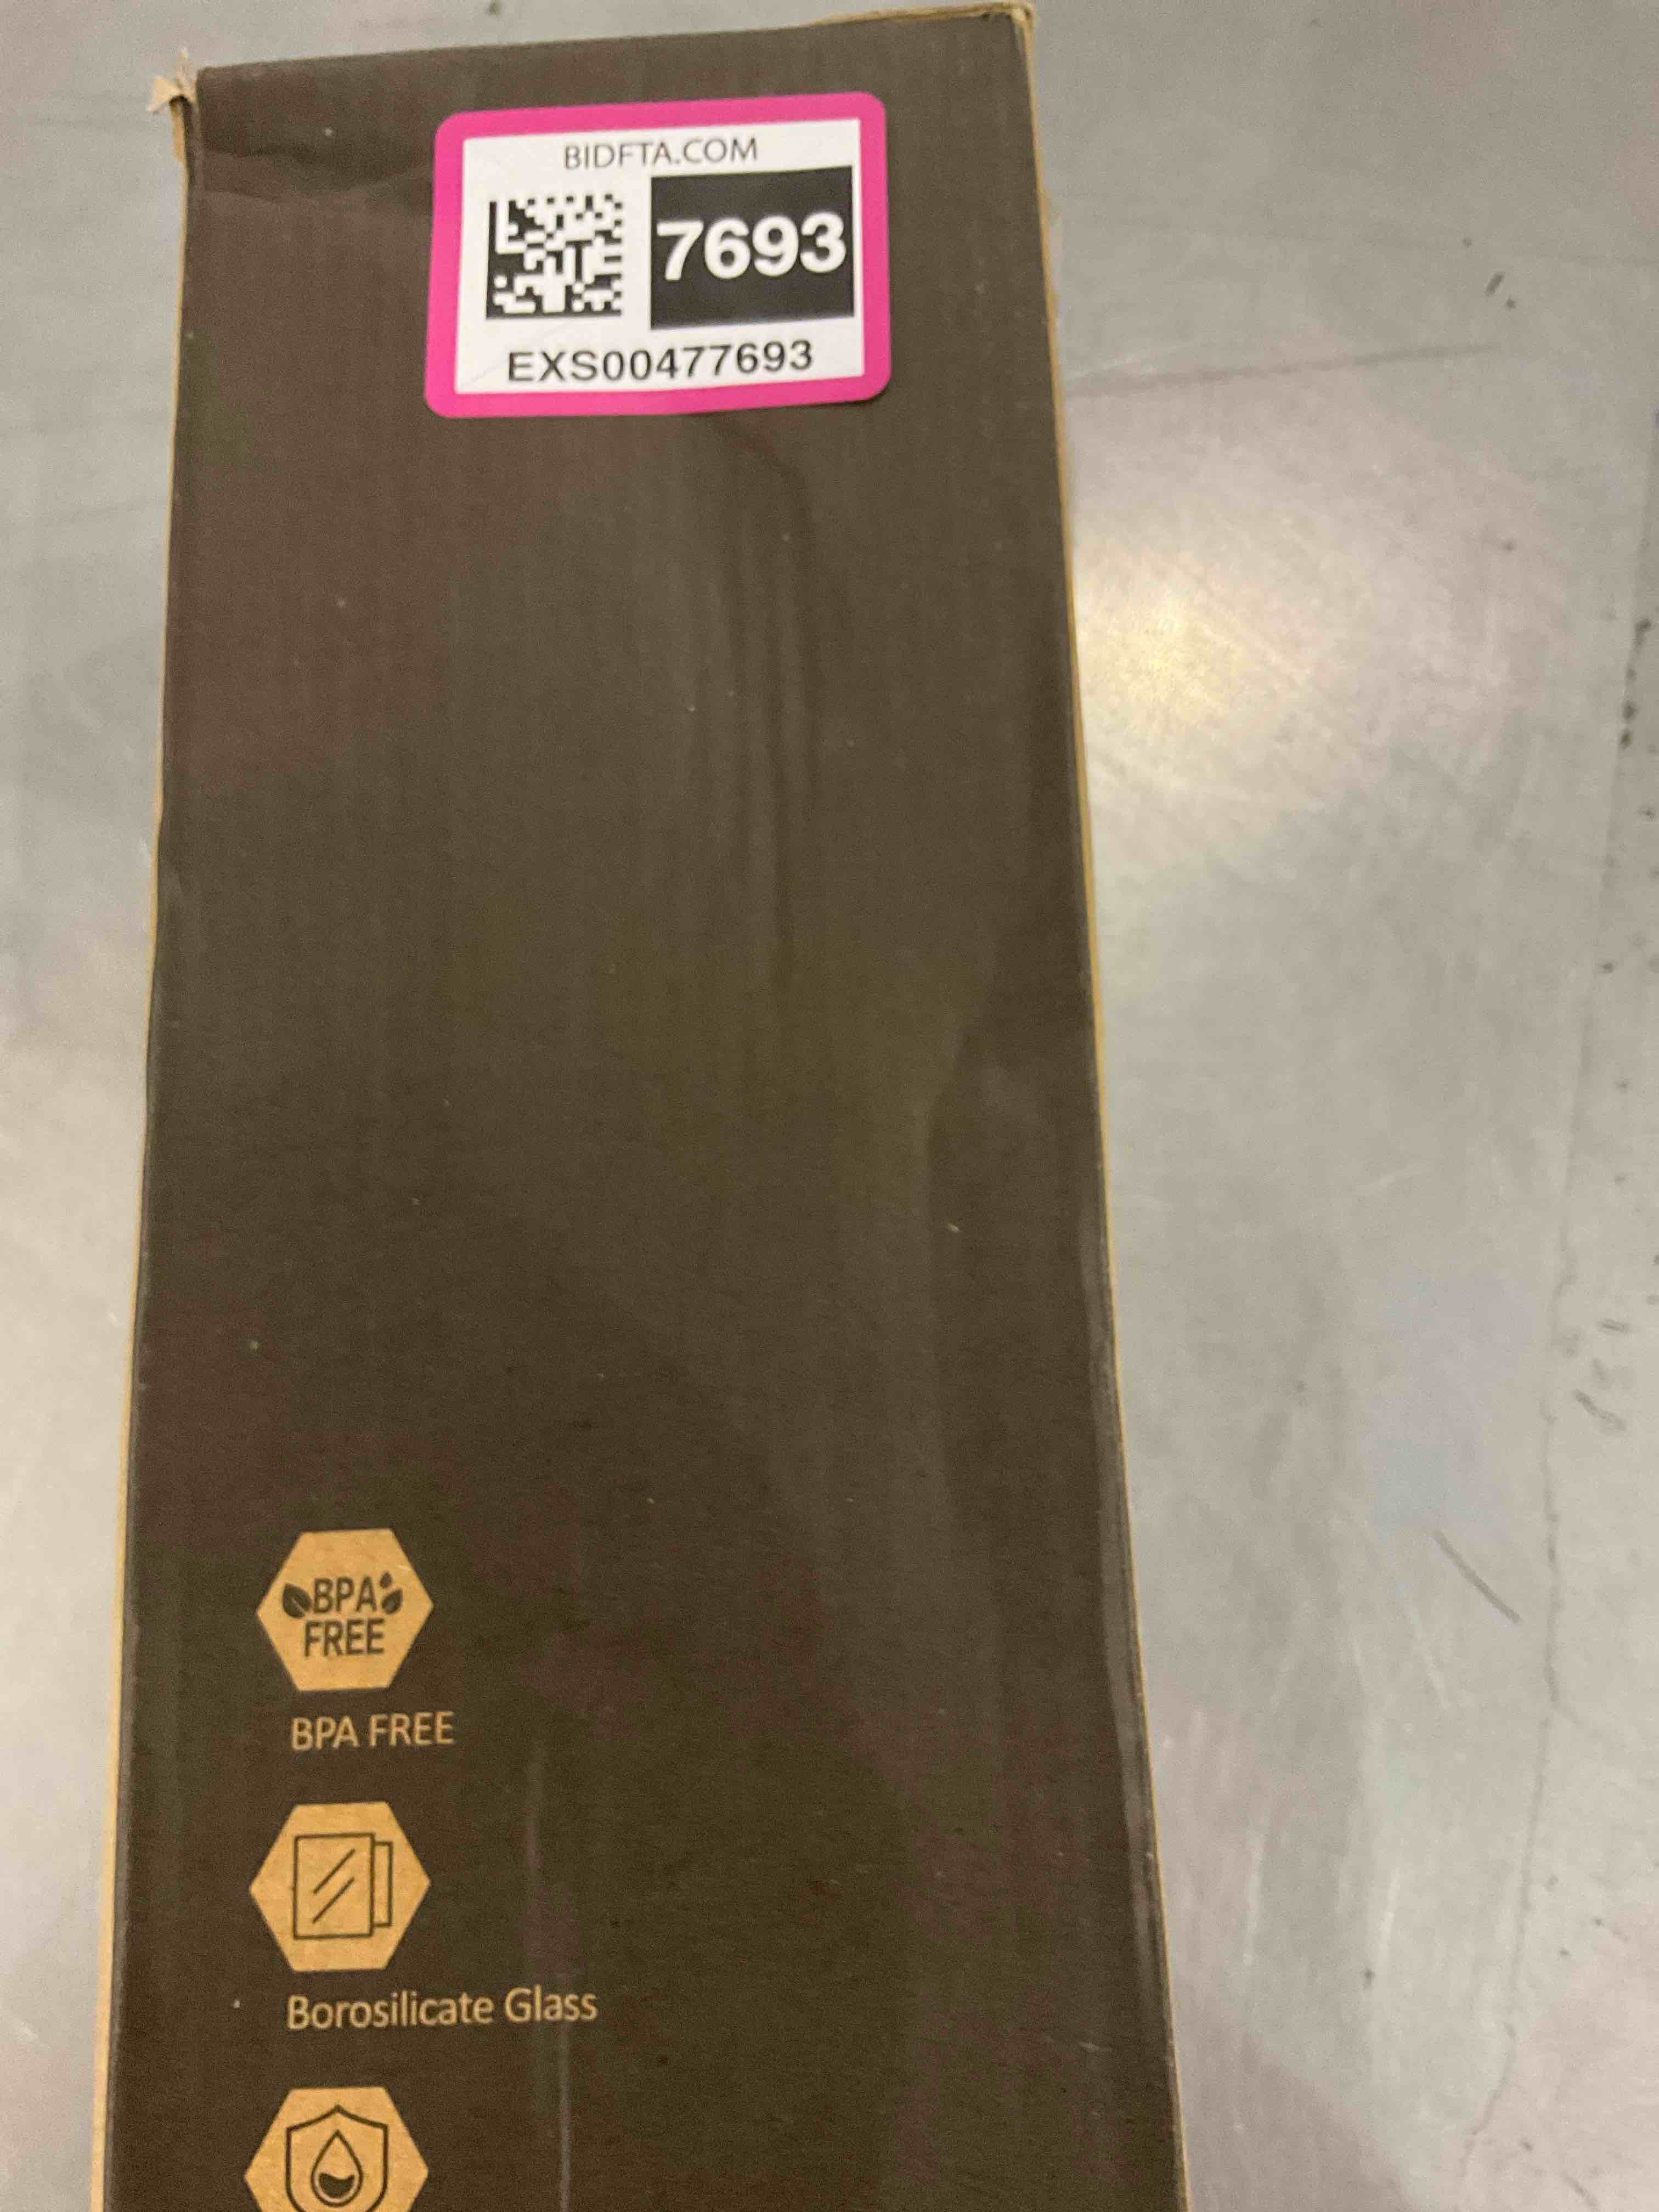 BIDFTA.COM
7693
EXS00477693
BPA
FREE
BPA FREE
Borosilicate Glass